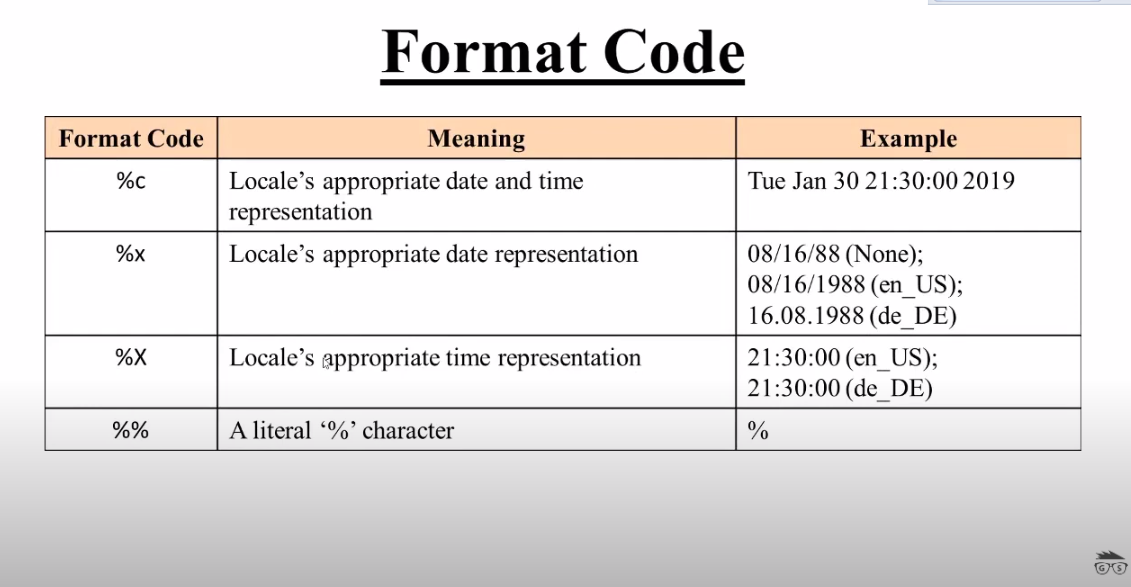 Format Code
Format Code Meaning Example
%c Locale’s appropriate date and time Tue Jan 30 21:30:00 2019
representation
%x Locale’s appropriate date representation 08/16/88 (None);
08/16/1988 (en_US);
16.08.1988 (de_DE)
%X Locale’s appropriate time representation 21:30:00 (en_US);
21:30:00 (de_DE)
%% A literal ‘%’ character %
G S